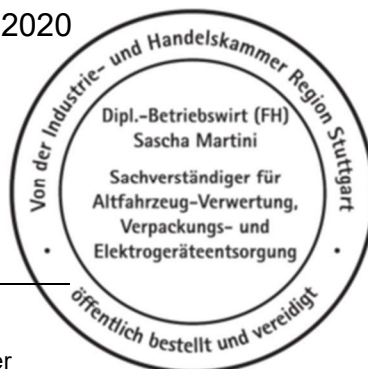 2020
Von der Industrie- und Handelskammer Region Stuttgart
Dipl.-Betriebswirt (FH)
Sascha Martini
Sachverständiger für
Altfahrzeug-Verwertung,
Verpackungs- und
Elektrogeräteentsorgung
öffentlich bestellt und vereidigt
er